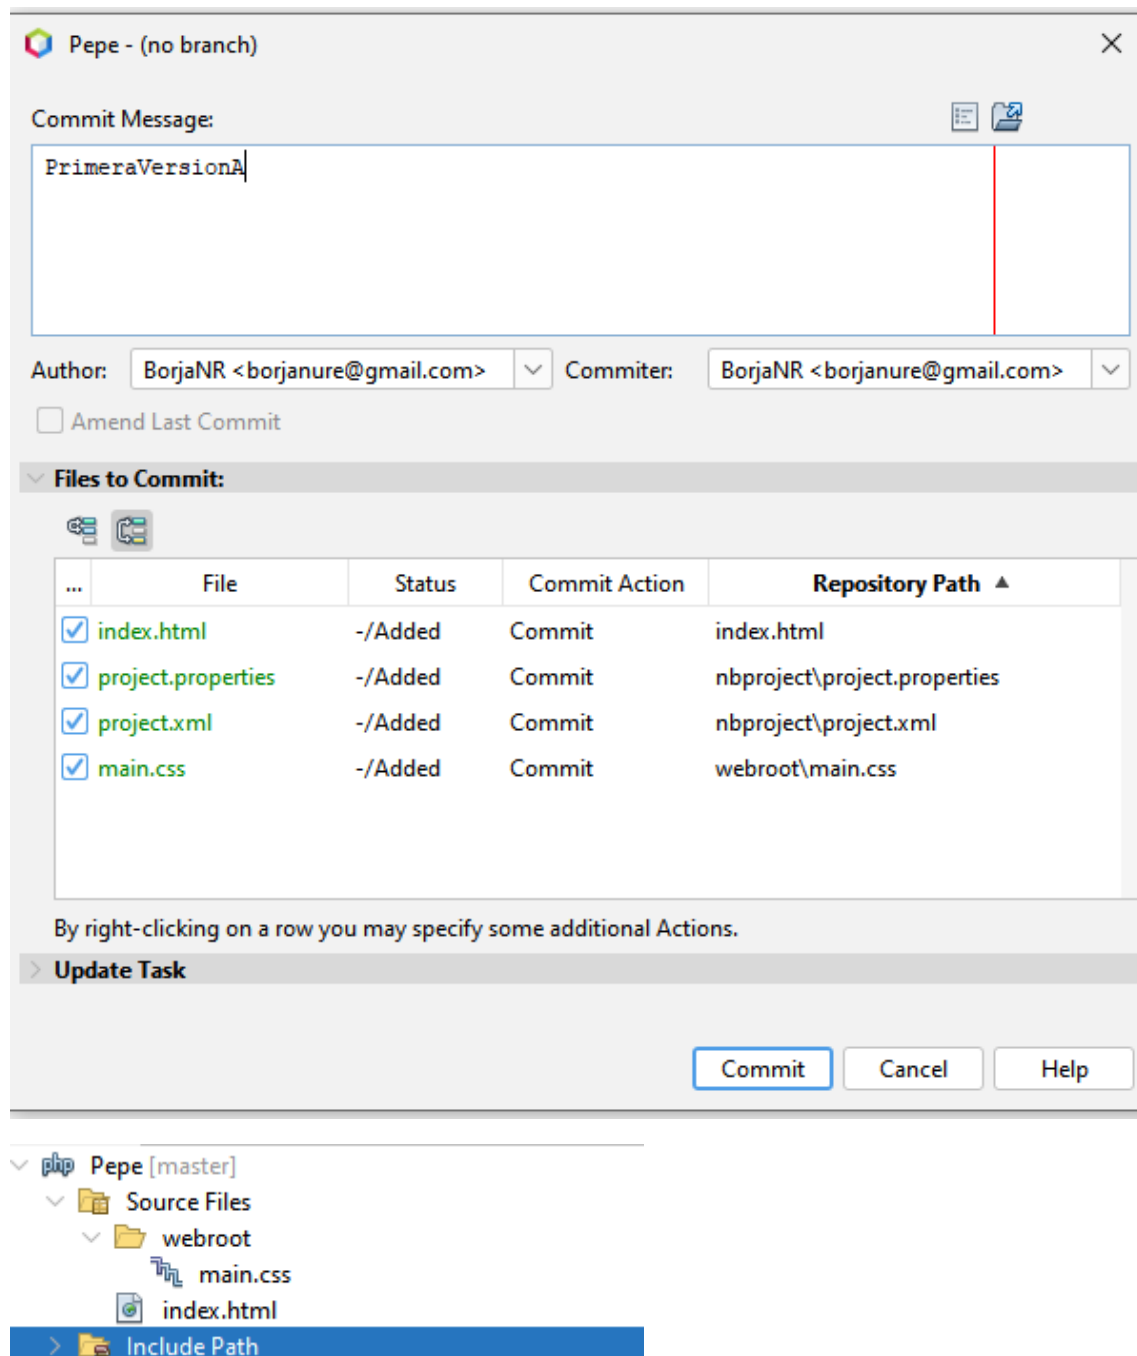 Pepe - (no branch)
Commit Message:
PrimeraVersionA
Author: BorjaNR <borjanure@gmail.com> Commiter: BorjaNR <borjanure@gmail.com>
Amend Last Commit
Files to Commit:
... File Status Commit Action Repository Path
index.html -/Added Commit index.html
project.properties -/Added Commit nbproject\project.properties
project.xml -/Added Commit nbproject\project.xml
main.css -/Added Commit webroot\main.css
By right-clicking on a row you may specify some additional Actions.
Update Task
Commit Cancel Help
php Pepe [master]
Source Files
webroot
main.css
index.html
Include Path